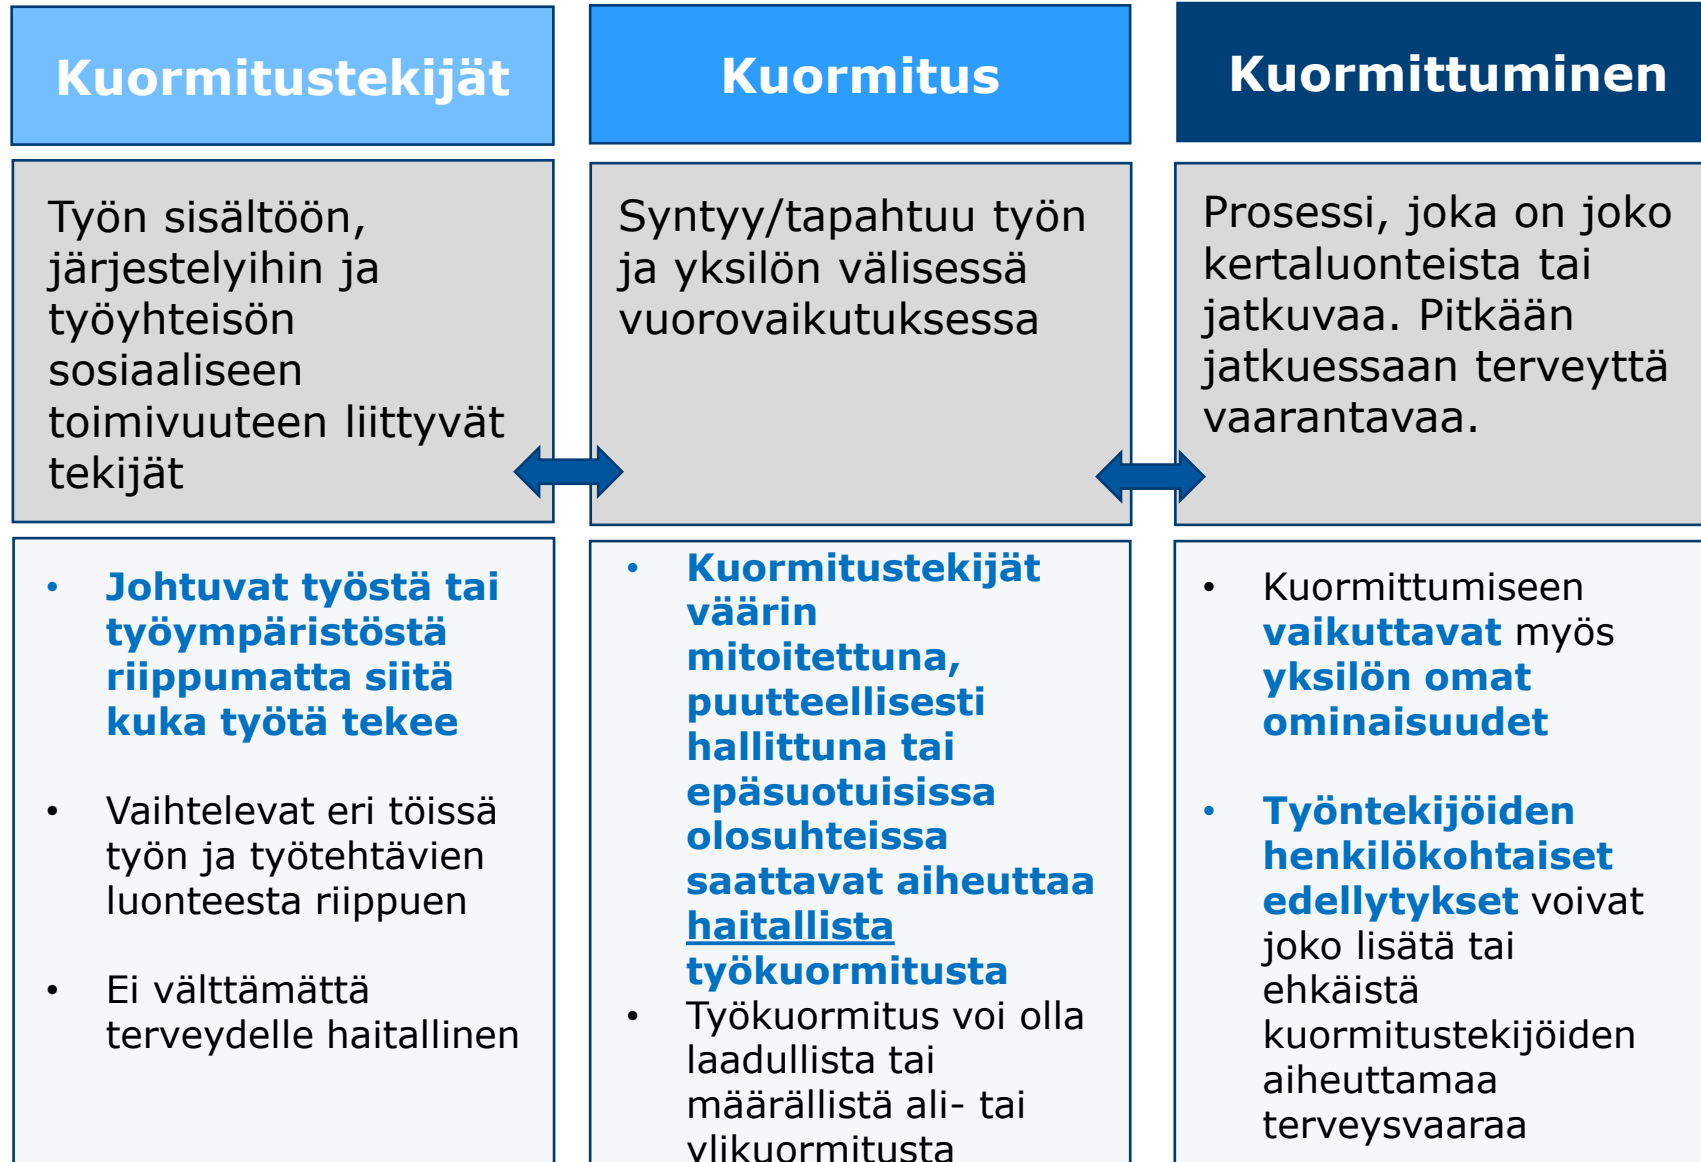 Kuormitustekijät
Työn sisältöön,
järjestelyihin ja
työyhteisön
sosiaaliseen
toimivuuteen liittyvät
tekijät
• Johtuvat työstä tai
työympäristöstä
riippumatta siitä
kuka työtä tekee
• Vaihtelevat eri töissä
työn ja työtehtävien
luonteesta riippuen
• Ei välttämättä
terveydelle haitallinen
Kuormitus
Syntyy/tapahtuu työn
ja yksilön välisessä
vuorovaikutuksessa
• Kuormitustekijät
väärin
mitoitettuna,
puutteellisesti
hallittuna tai
epäsuotuisissa
olosuhteissa
saattavat aiheuttaa
haitallista
työkuormitusta
• Työkuormitus voi olla
laadullista tai
määrällistä ali- tai
ylikuormitusta
Kuormittuminen
Prosessi, joka on joko
kertaluonteista tai
jatkuvaa. Pitkään
jatkuessaan terveyttä
vaarantavaa.
• Kuormittumiseen
vaikuttavat myös
yksilön omat
ominaisuudet
• Työntekijöiden
henkilökohtaiset
edellytykset voivat
joko lisätä tai
ehkäistä
kuormitustekijöiden
aiheuttamaa
terveysvaaraa